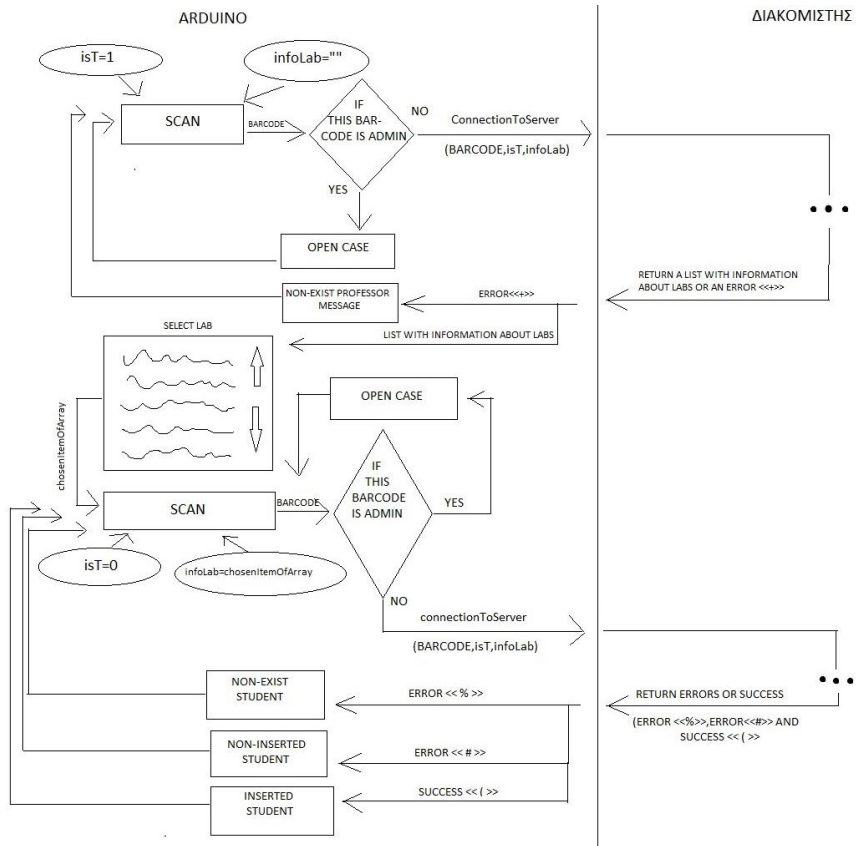 ARDUINO
ΔΙΑΚΟΜΙΣΤΗΣ
isT=1
infoLab=""
SCAN
BARCODE
IF
THIS BAR-
CODE IS ADMIN
NO
ConnectionToServer
(BARCODE,isT,infoLab)
YES
OPEN CASE
NON-EXIST PROFESSOR
MESSAGE
ERROR<<+>>
RETURN A LIST WITH INFORMATION
ABOUT LABS OR AN ERROR <<+>>
SELECT LAB
LIST WITH INFORMATION ABOUT LABS
chosenItemOfArray
OPEN CASE
SCAN
BARCODE
IF
THIS
BARCODE
IS ADMIN
YES
isT=0
infoLab=chosenItemOfArray
NO
connectionToServer
(BARCODE,isT,infoLab)
NON-EXIST
STUDENT
ERROR << % >>
RETURN ERRORS OR SUCCESS
(ERROR <<%>>,ERROR<<#>> AND
SUCCESS << ( >>
NON-INSERTED
STUDENT
ERROR << # >>
INSERTED
STUDENT
SUCCESS << ( >>